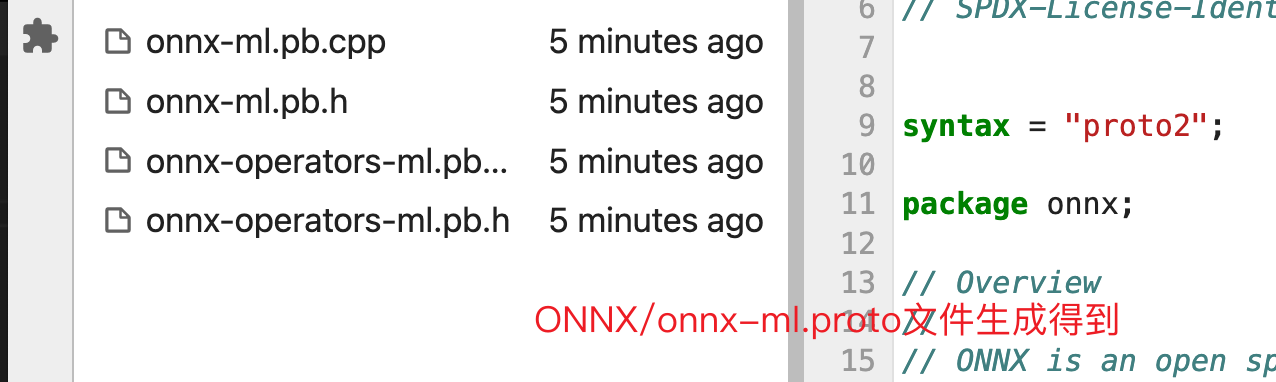 onnx-ml.pb.cpp 5 minutes ago
onnx-ml.pb.h 5 minutes ago
onnx-operators-ml.pb... 5 minutes ago
onnx-operators-ml.pb.h 5 minutes ago
6 // SPDX-License-Ident
7
8
9 syntax = "proto2";
10
11 package onnx;
12
13 // Overview
14 //
15 // ONNX is an open sp
ONNX/onnx-ml.proto文件生成得到